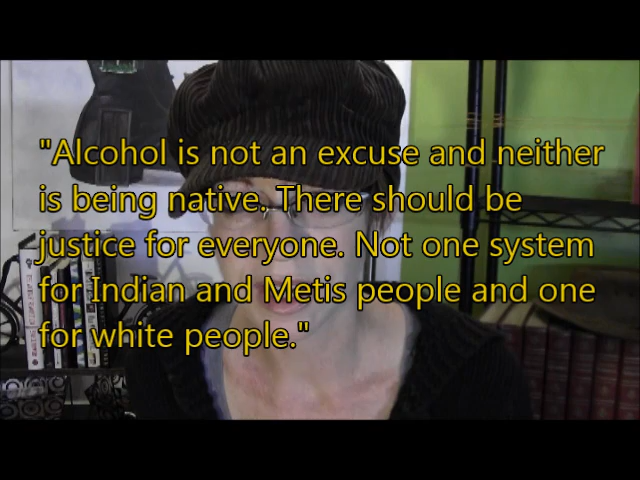 "Alcohol is not an excuse and neither
is being native. There should be
justice for everyone. Not one system
for Indian and Metis people and one
for white people."